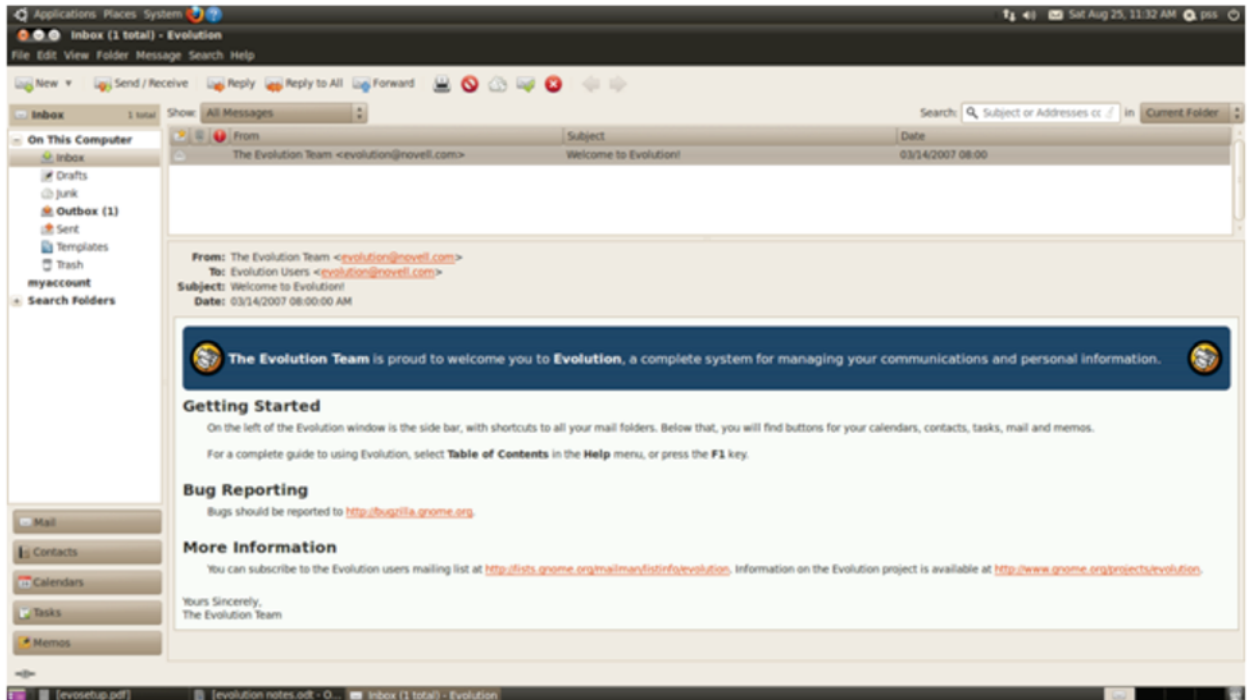 Applications Places System
Sat Aug 25, 11:32 AM pss
Inbox (1 total) - Evolution
File Edit View Folder Message Search Help
New Send / Receive Reply Reply to All Forward
Inbox 1 total
Show: All Messages
Search: Subject or Addresses cc in Current Folder
On This Computer
Inbox
Drafts
Junk
Outbox (1)
Sent
Templates
Trash
myaccount
Search Folders
From Subject Date
The Evolution Team <evolution@novell.com> Welcome to Evolution! 03/14/2007 08:00
From: The Evolution Team <evolution@novell.com>
To: Evolution Users <evolution@novell.com>
Subject: Welcome to Evolution!
Date: 03/14/2007 08:00:00 AM
The Evolution Team is proud to welcome you to Evolution, a complete system for managing your communications and personal information.
Getting Started
On the left of the Evolution window is the side bar, with shortcuts to all your mail folders. Below that, you will find buttons for your calendars, contacts, tasks, mail and memos.
For a complete guide to using Evolution, select Table of Contents in the Help menu, or press the F1 key.
Bug Reporting
Bugs should be reported to http://bugzilla.gnome.org.
More Information
You can subscribe to the Evolution users mailing list at http://lists.gnome.org/mailman/listinfo/evolution. Information on the Evolution project is available at http://www.gnome.org/projects/evolution.
Yours Sincerely,
The Evolution Team
Mail
Contacts
Calendars
Tasks
Memos
[evosetup.pdf] [evolution notes.odt - O... Inbox (1 total) - Evolution